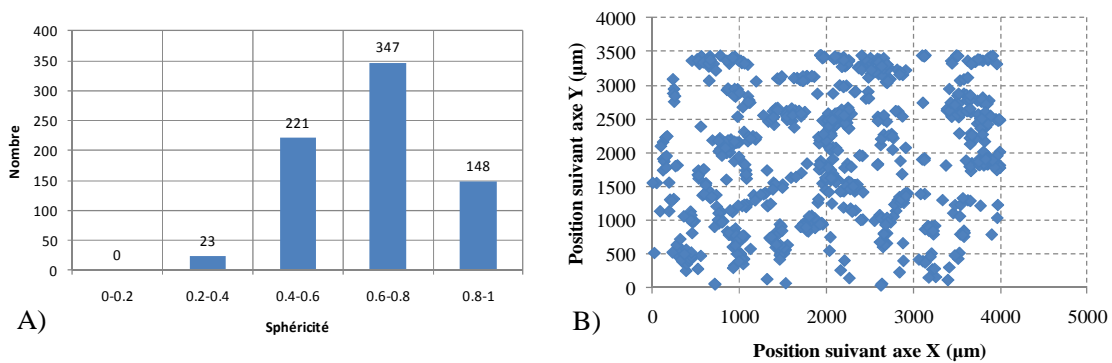 400
350
300
250
200
150
100
50
0
Nombre
0
23
221
347
148
0-0.2 0.2-0.4 0.4-0.6 0.6-0.8 0.8-1
Sphéricité
A)
4000
3500
3000
2500
2000
1500
1000
500
0
Position suivant axe Y (µm)
0 1000 2000 3000 4000 5000
Position suivant axe X (µm)
B)